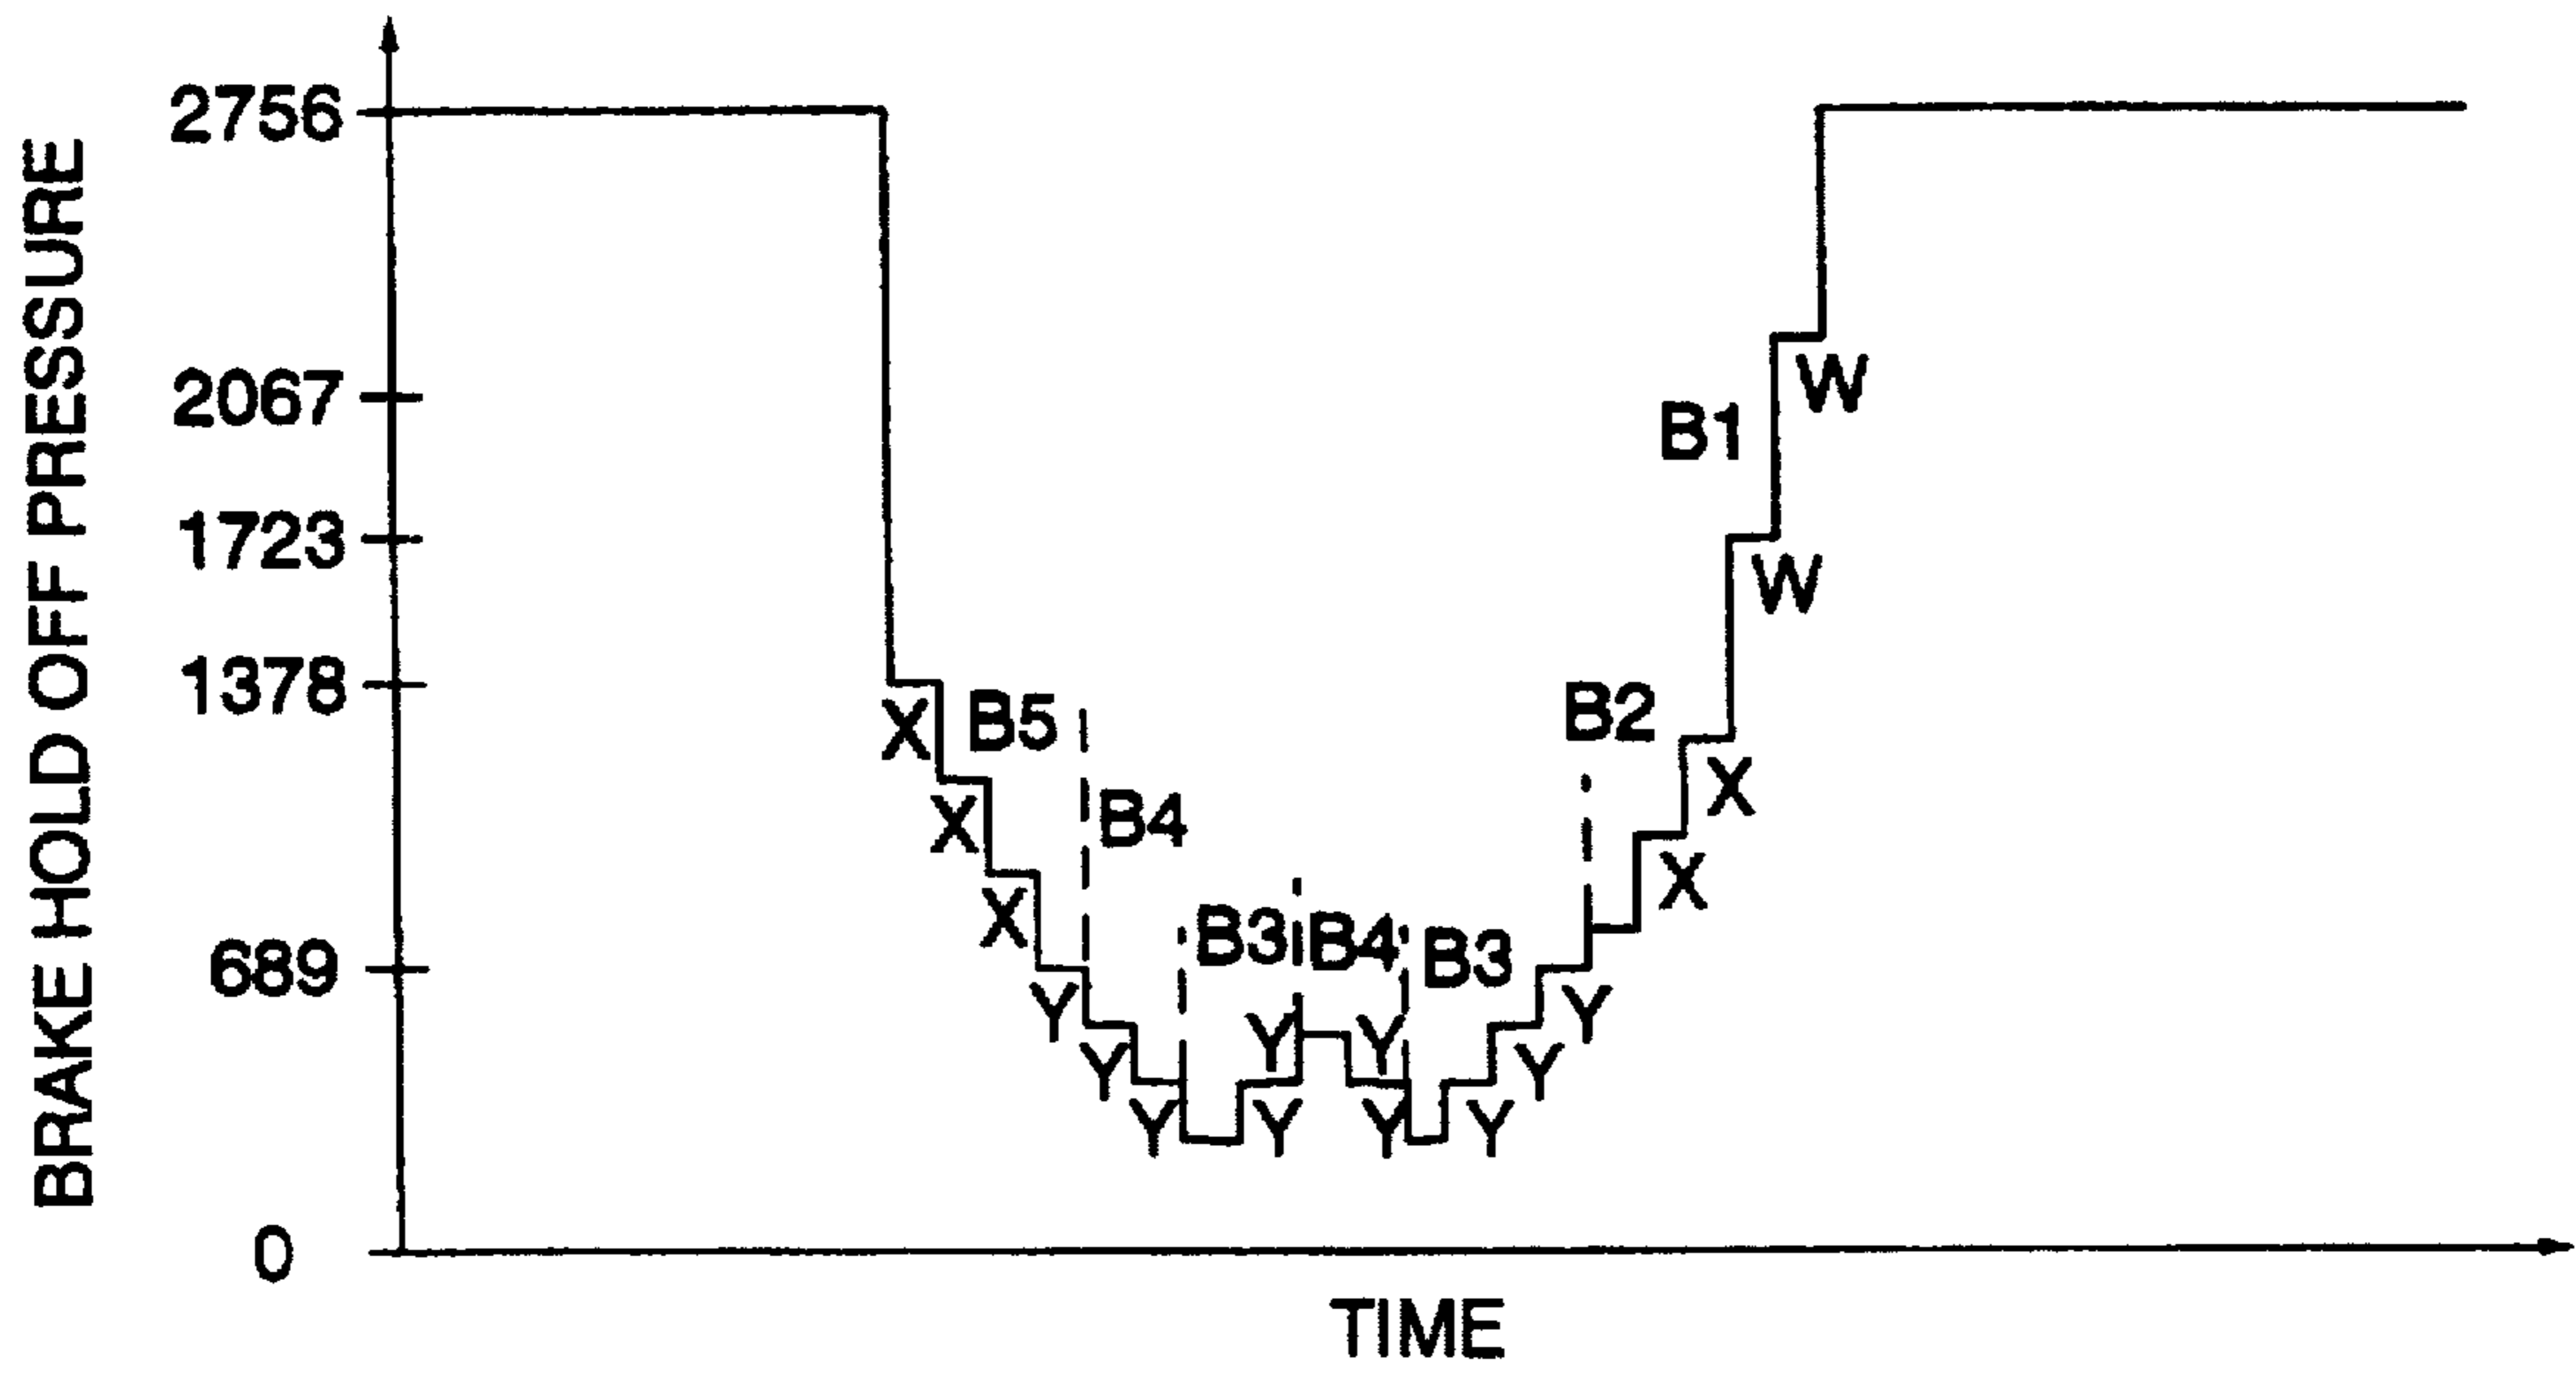 BRAKE HOLD OFF PRESSURE
2756
2067
1723
1378
689
0
W
B1
W
X
B5
B2
X
X
B4
X
X
B3
B4
B3
Y
Y
Y
Y
Y
Y
Y
Y
Y
Y
Y
TIME